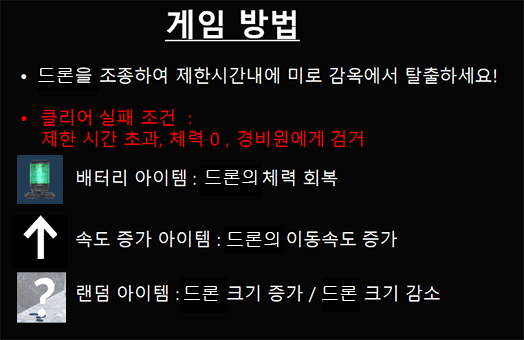 게임 방법
• 드론을 조종하여 제한시간내에 미로 감옥에서 탈출하세요!
• 클리어 실패 조건 :
제한 시간 초과, 체력 0 , 경비원에게 검거
배터리 아이템 : 드론의체력 회복
속도 증가 아이템 : 드론의 이동속도 증가
?
랜덤 아이템 : 드론 크기 증가 / 드론 크기 감소